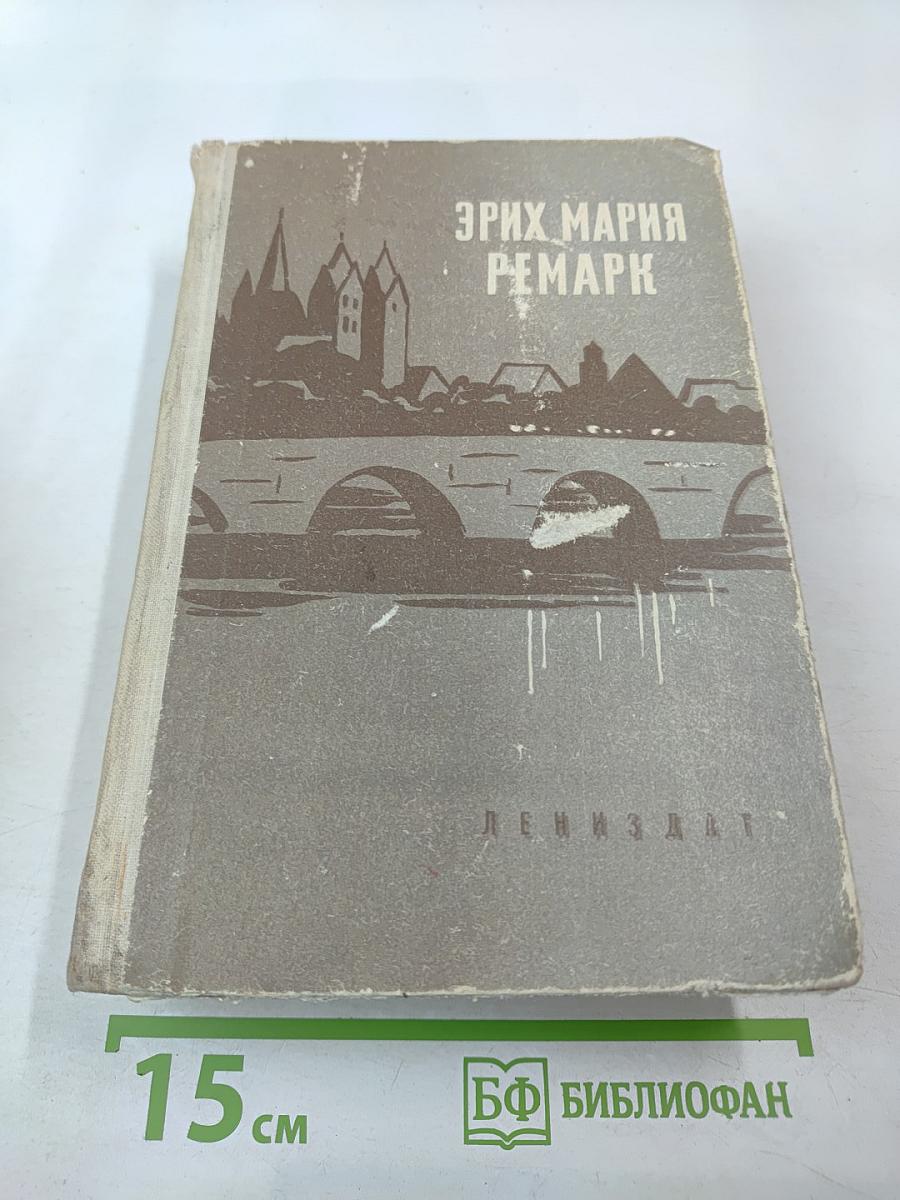 ЭРИХ МАРИЯ
РЕМАРК
ЛЕНИЗДАТ
15 см
БФ БИБЛИОФАН